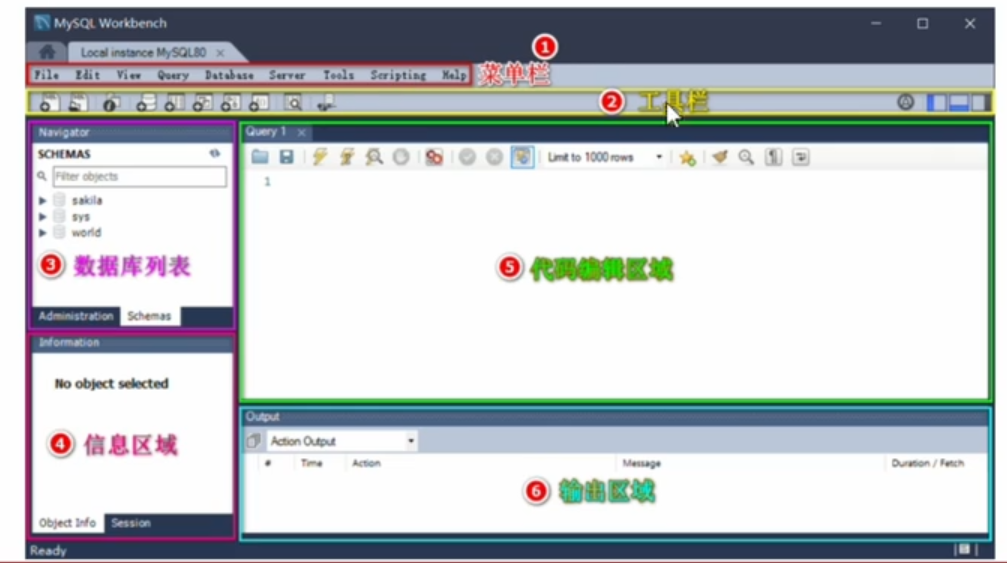 MySQL Workbench
Local instance MySQL80
1
File Edit View Query Database Server Tools Scripting Help 菜单栏
2 工具栏
Navigator
SCHEMAS
Filter objects
sakila
sys
world
3 数据库列表
Administration Schemas
Information
No object selected
4 信息区域
Object Info Session
Query 1
Limit to 1000 rows
1
5 代码编辑区域
Output
Action Output
# Time Action Message Duration / Fetch
6 输出区域
Ready